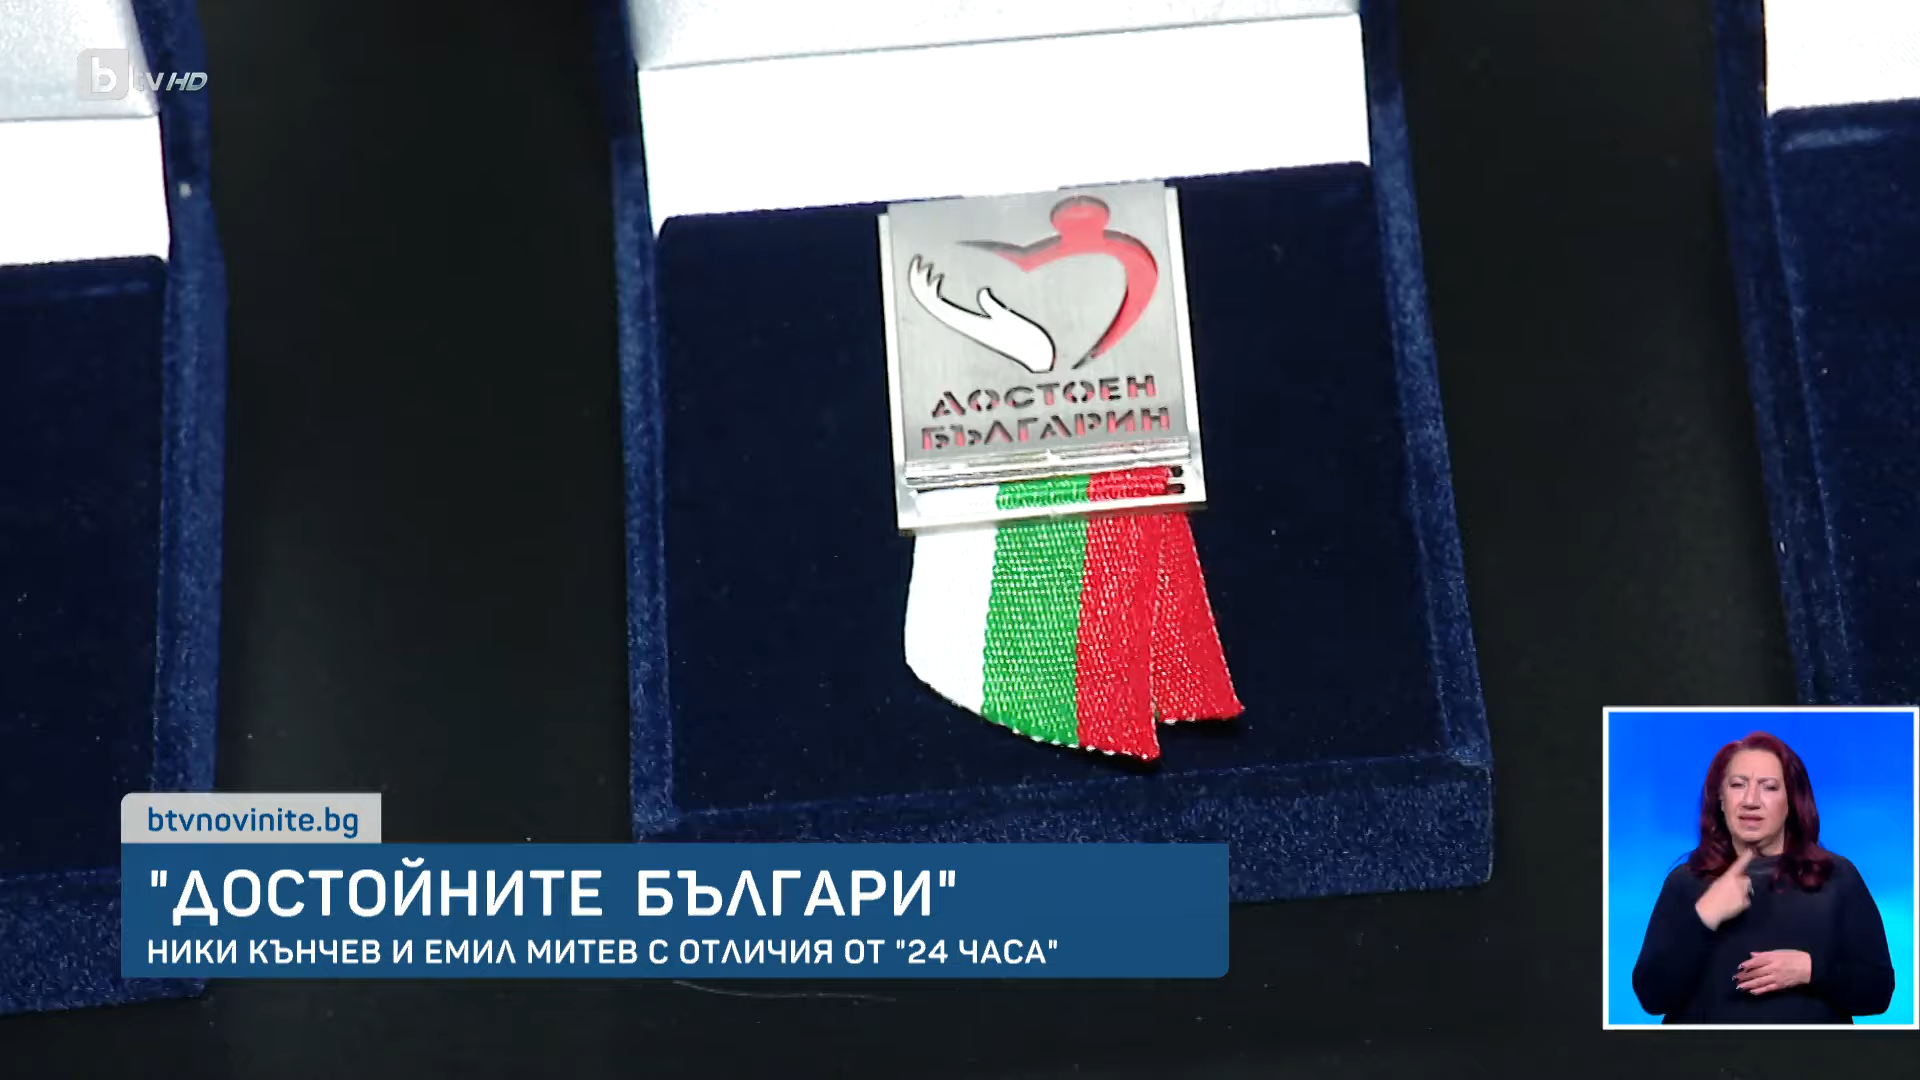 btv HD
ДОСТОЕН
БЪЛГАРИН
btvnovinite.bg
"ДОСТОЙНИТЕ БЪЛГАРИ"
НИКИ КЪНЧЕВ И ЕМИЛ МИТЕВ С ОТЛИЧИЯ ОТ "24 ЧАСА"